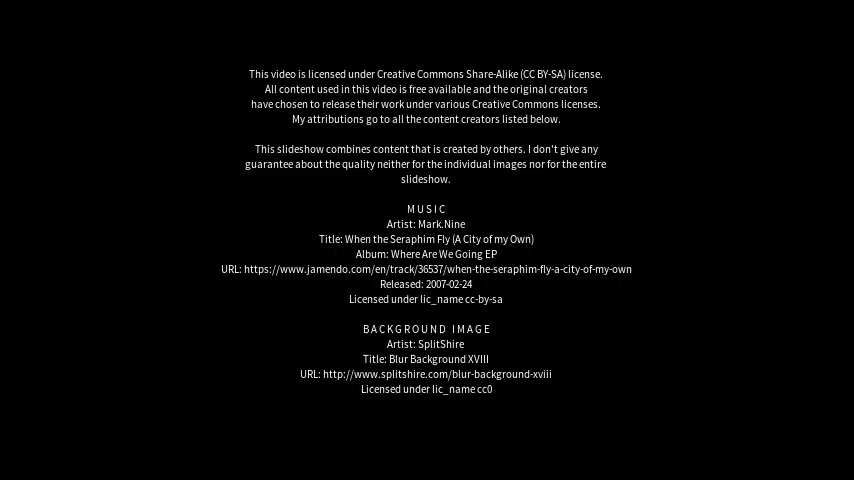 This video is licensed under Creative Commons Share-Alike (CC BY-SA) license.
All content used in this video is free available and the original creators
have chosen to release their work under various Creative Commons licenses.
My attributions go to all the content creators listed below.
This slideshow combines content that is created by others. I don't give any
guarantee about the quality neither for the individual images nor for the entire
slideshow.
MUSIC
Artist: Mark.Nine
Title: When the Seraphim Fly (A City of my Own)
Album: Where Are We Going EP
URL: https://www.jamendo.com/en/track/36537/when-the-seraphim-fly-a-city-of-my-own
Released: 2007-02-24
Licensed under lic_name cc-by-sa
BACKGROUND IMAGE
Artist: SplitShire
Title: Blur Background XVIII
URL: http://www.splitshire.com/blur-background-xviii
Licensed under lic_name cc0